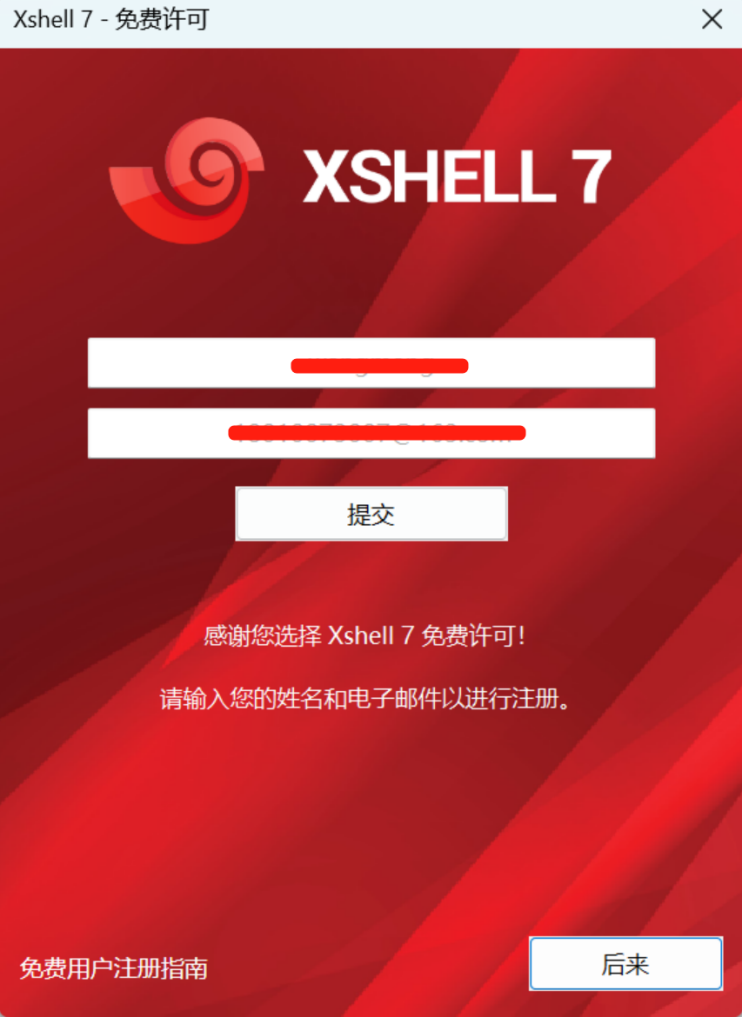 Xshell 7 - 免费许可
XSHELL 7
提交
感谢您选择 Xshell 7 免费许可!
请输入您的姓名和电子邮件以进行注册。
免费用户注册指南
后来